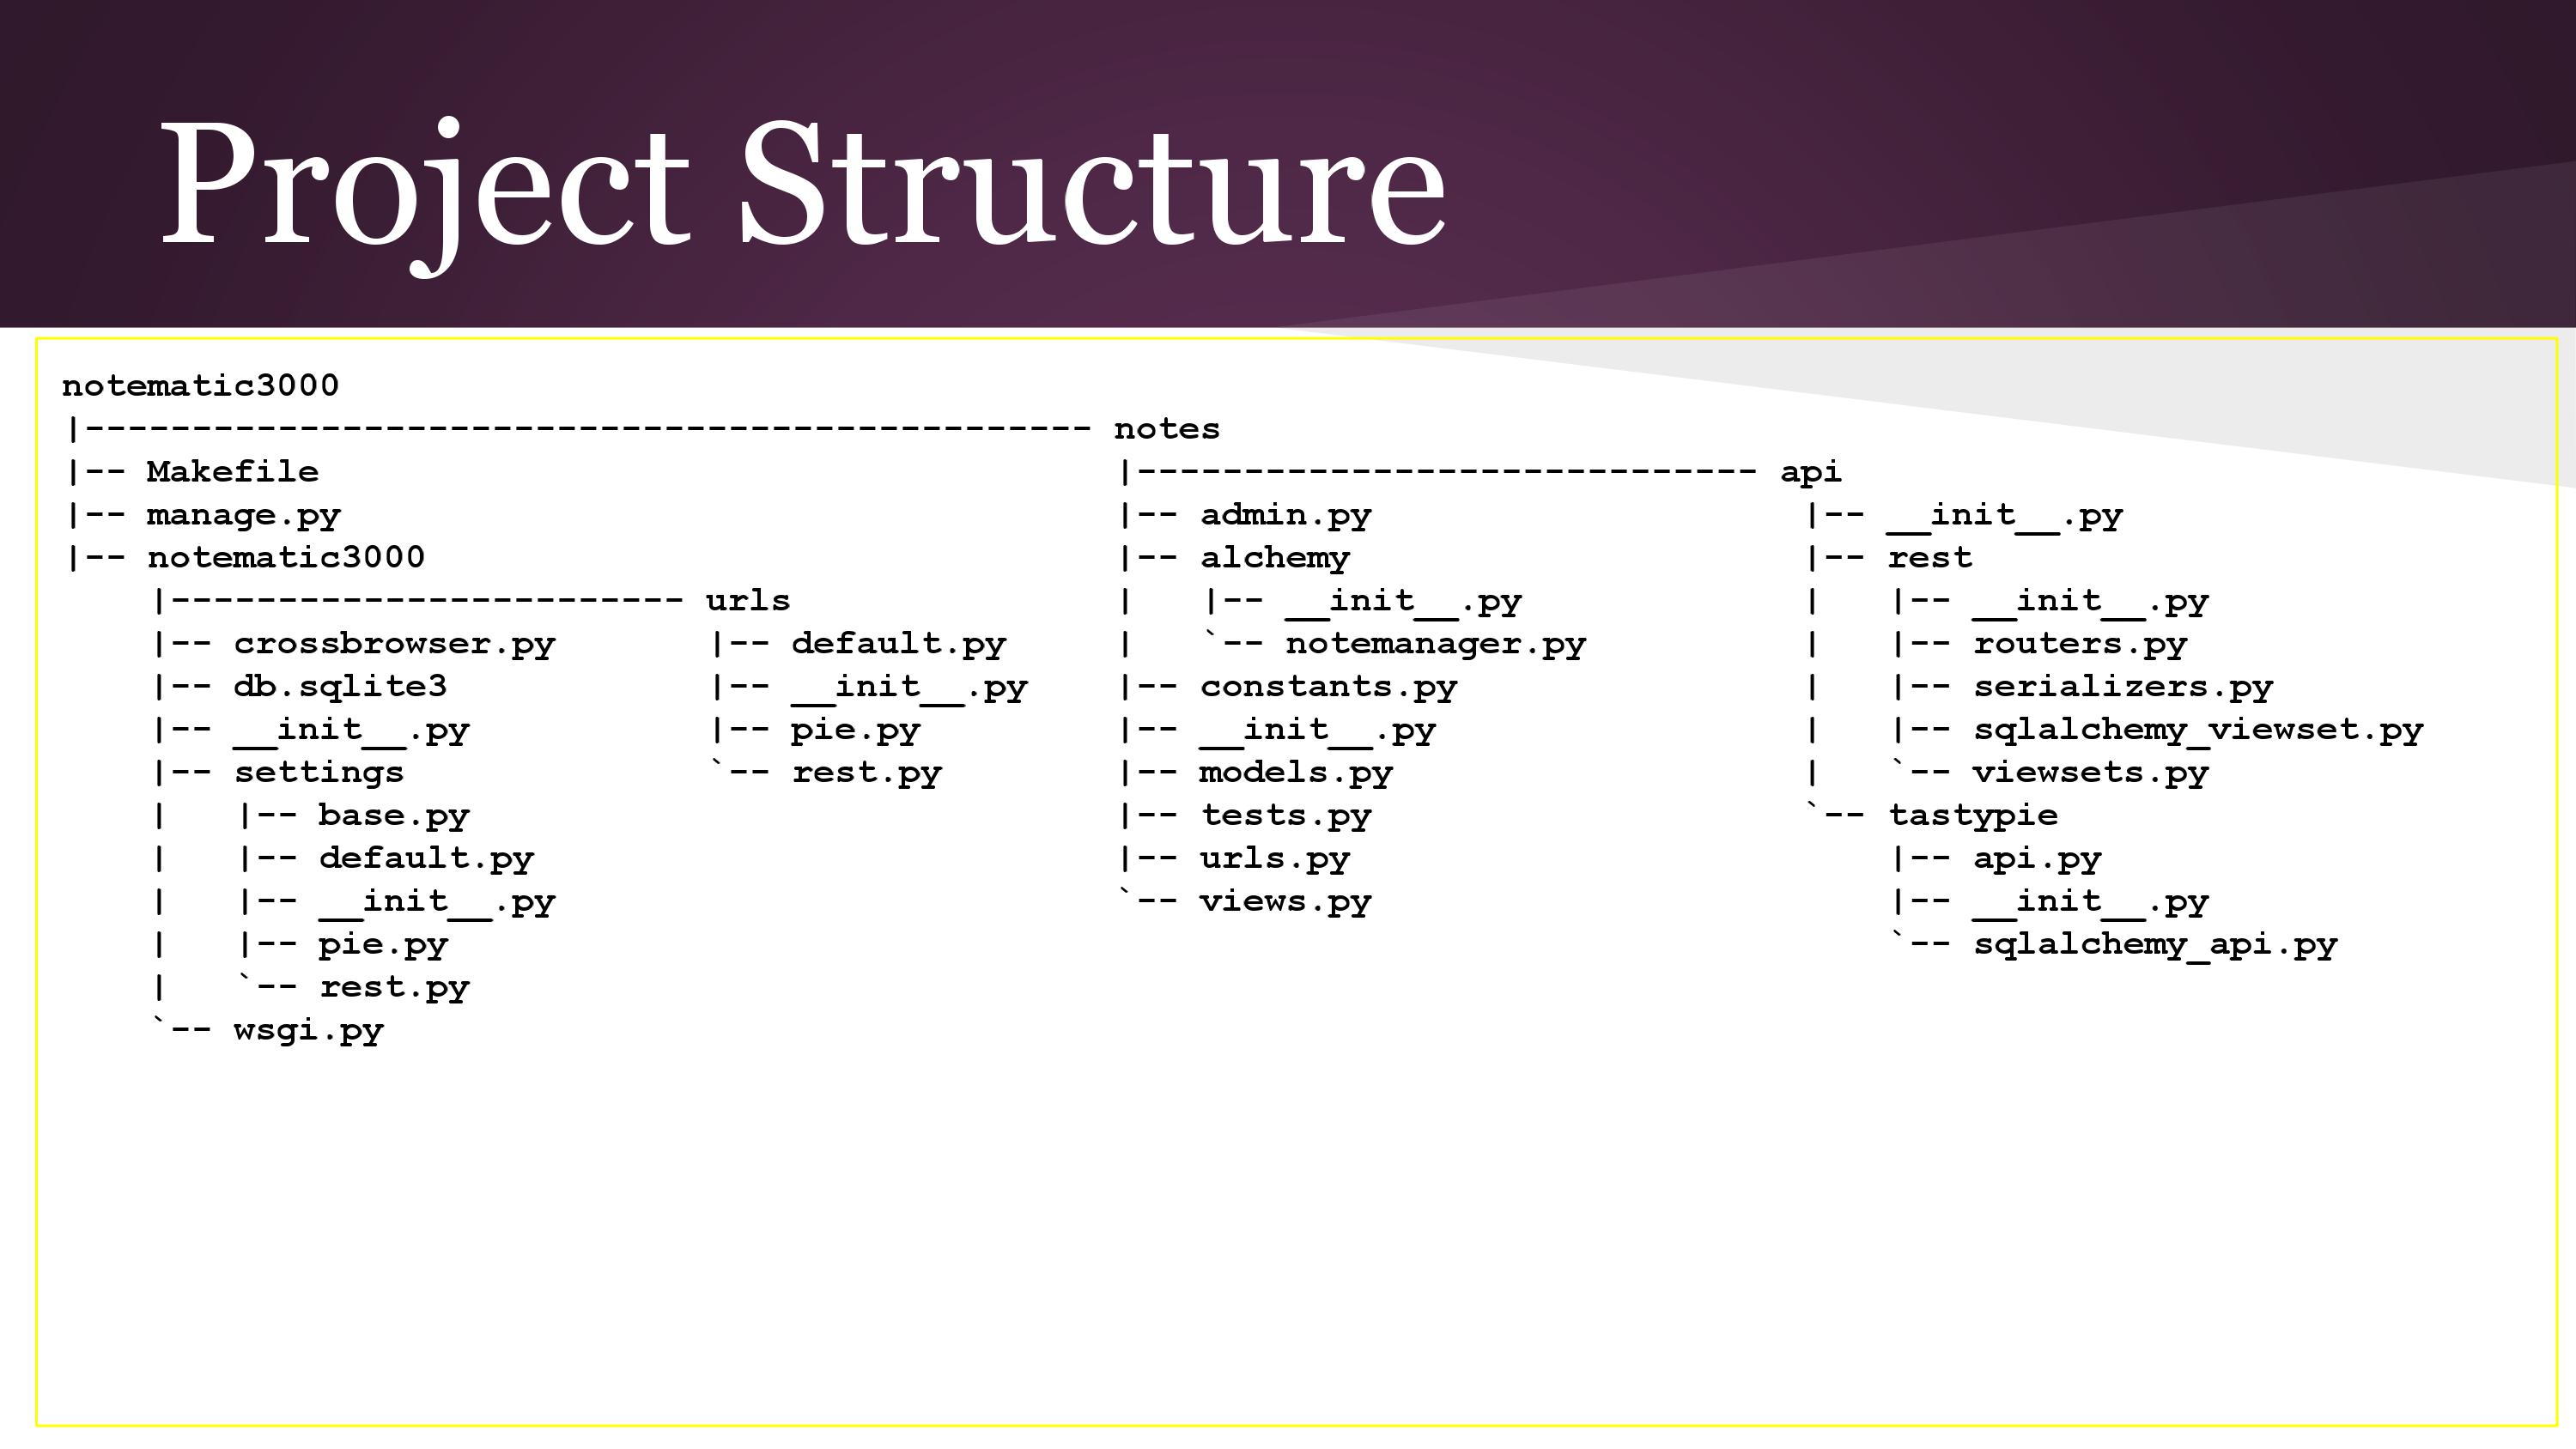 Project Structure
notematic3000
|----------------------------------------------- notes
|-- Makefile                                     |----------------------------- api
|-- manage.py                                    |-- admin.py                    |-- __init__.py
|-- notematic3000                                |-- alchemy                     |-- rest
    |------------------------ urls               |   |-- __init__.py             |   |-- __init__.py
    |-- crossbrowser.py       |-- default.py     |   `-- notemanager.py          |   |-- routers.py
    |-- db.sqlite3            |-- __init__.py    |-- constants.py                |   |-- serializers.py
    |-- __init__.py           |-- pie.py         |-- __init__.py                 |   |-- sqlalchemy_viewset.py
    |-- settings              `-- rest.py        |-- models.py                   |   `-- viewsets.py
    |   |-- base.py                              |-- tests.py                    `-- tastypie
    |   |-- default.py                           |-- urls.py                         |-- api.py
    |   |-- __init__.py                          `-- views.py                        |-- __init__.py
    |   |-- pie.py                                                                   `-- sqlalchemy_api.py
    |   `-- rest.py
    `-- wsgi.py